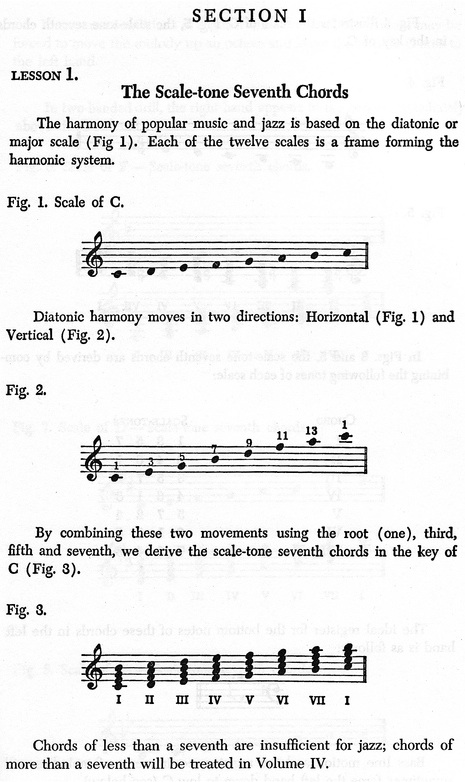 SECTION I
LESSON 1.
The Scale-tone Seventh Chords
The harmony of popular music and jazz is based on the diatonic or
major scale (Fig 1). Each of the twelve scales is a frame forming the
harmonic system.
Fig. 1. Scale of C.
Diatonic harmony moves in two directions: Horizontal (Fig. 1) and
Vertical (Fig. 2).
Fig. 2.
1 3 5 7 9 11 13 1
By combining these two movements using the root (one), third,
fifth and seventh, we derive the scale-tone seventh chords in the key of
C (Fig. 3).
Fig. 3.
I II III IV V VI VII I
Chords of less than a seventh are insufficient for jazz; chords of
more than a seventh will be treated in Volume IV.